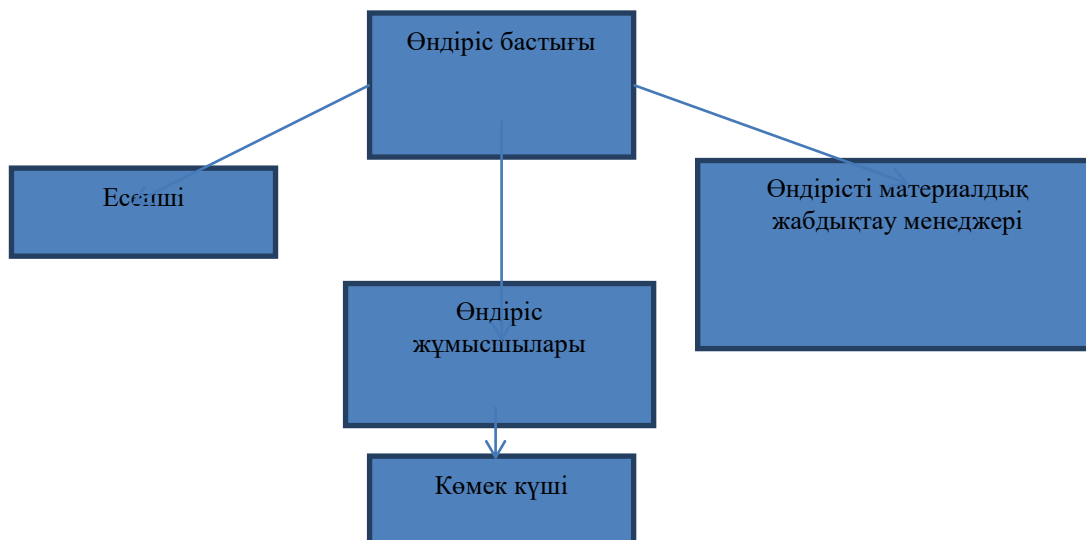 Өндіріс бастығы
Есепші
Өндірісті материалдық
жабдықтау менеджері
Өндіріс
жұмысшылары
Көмек күші